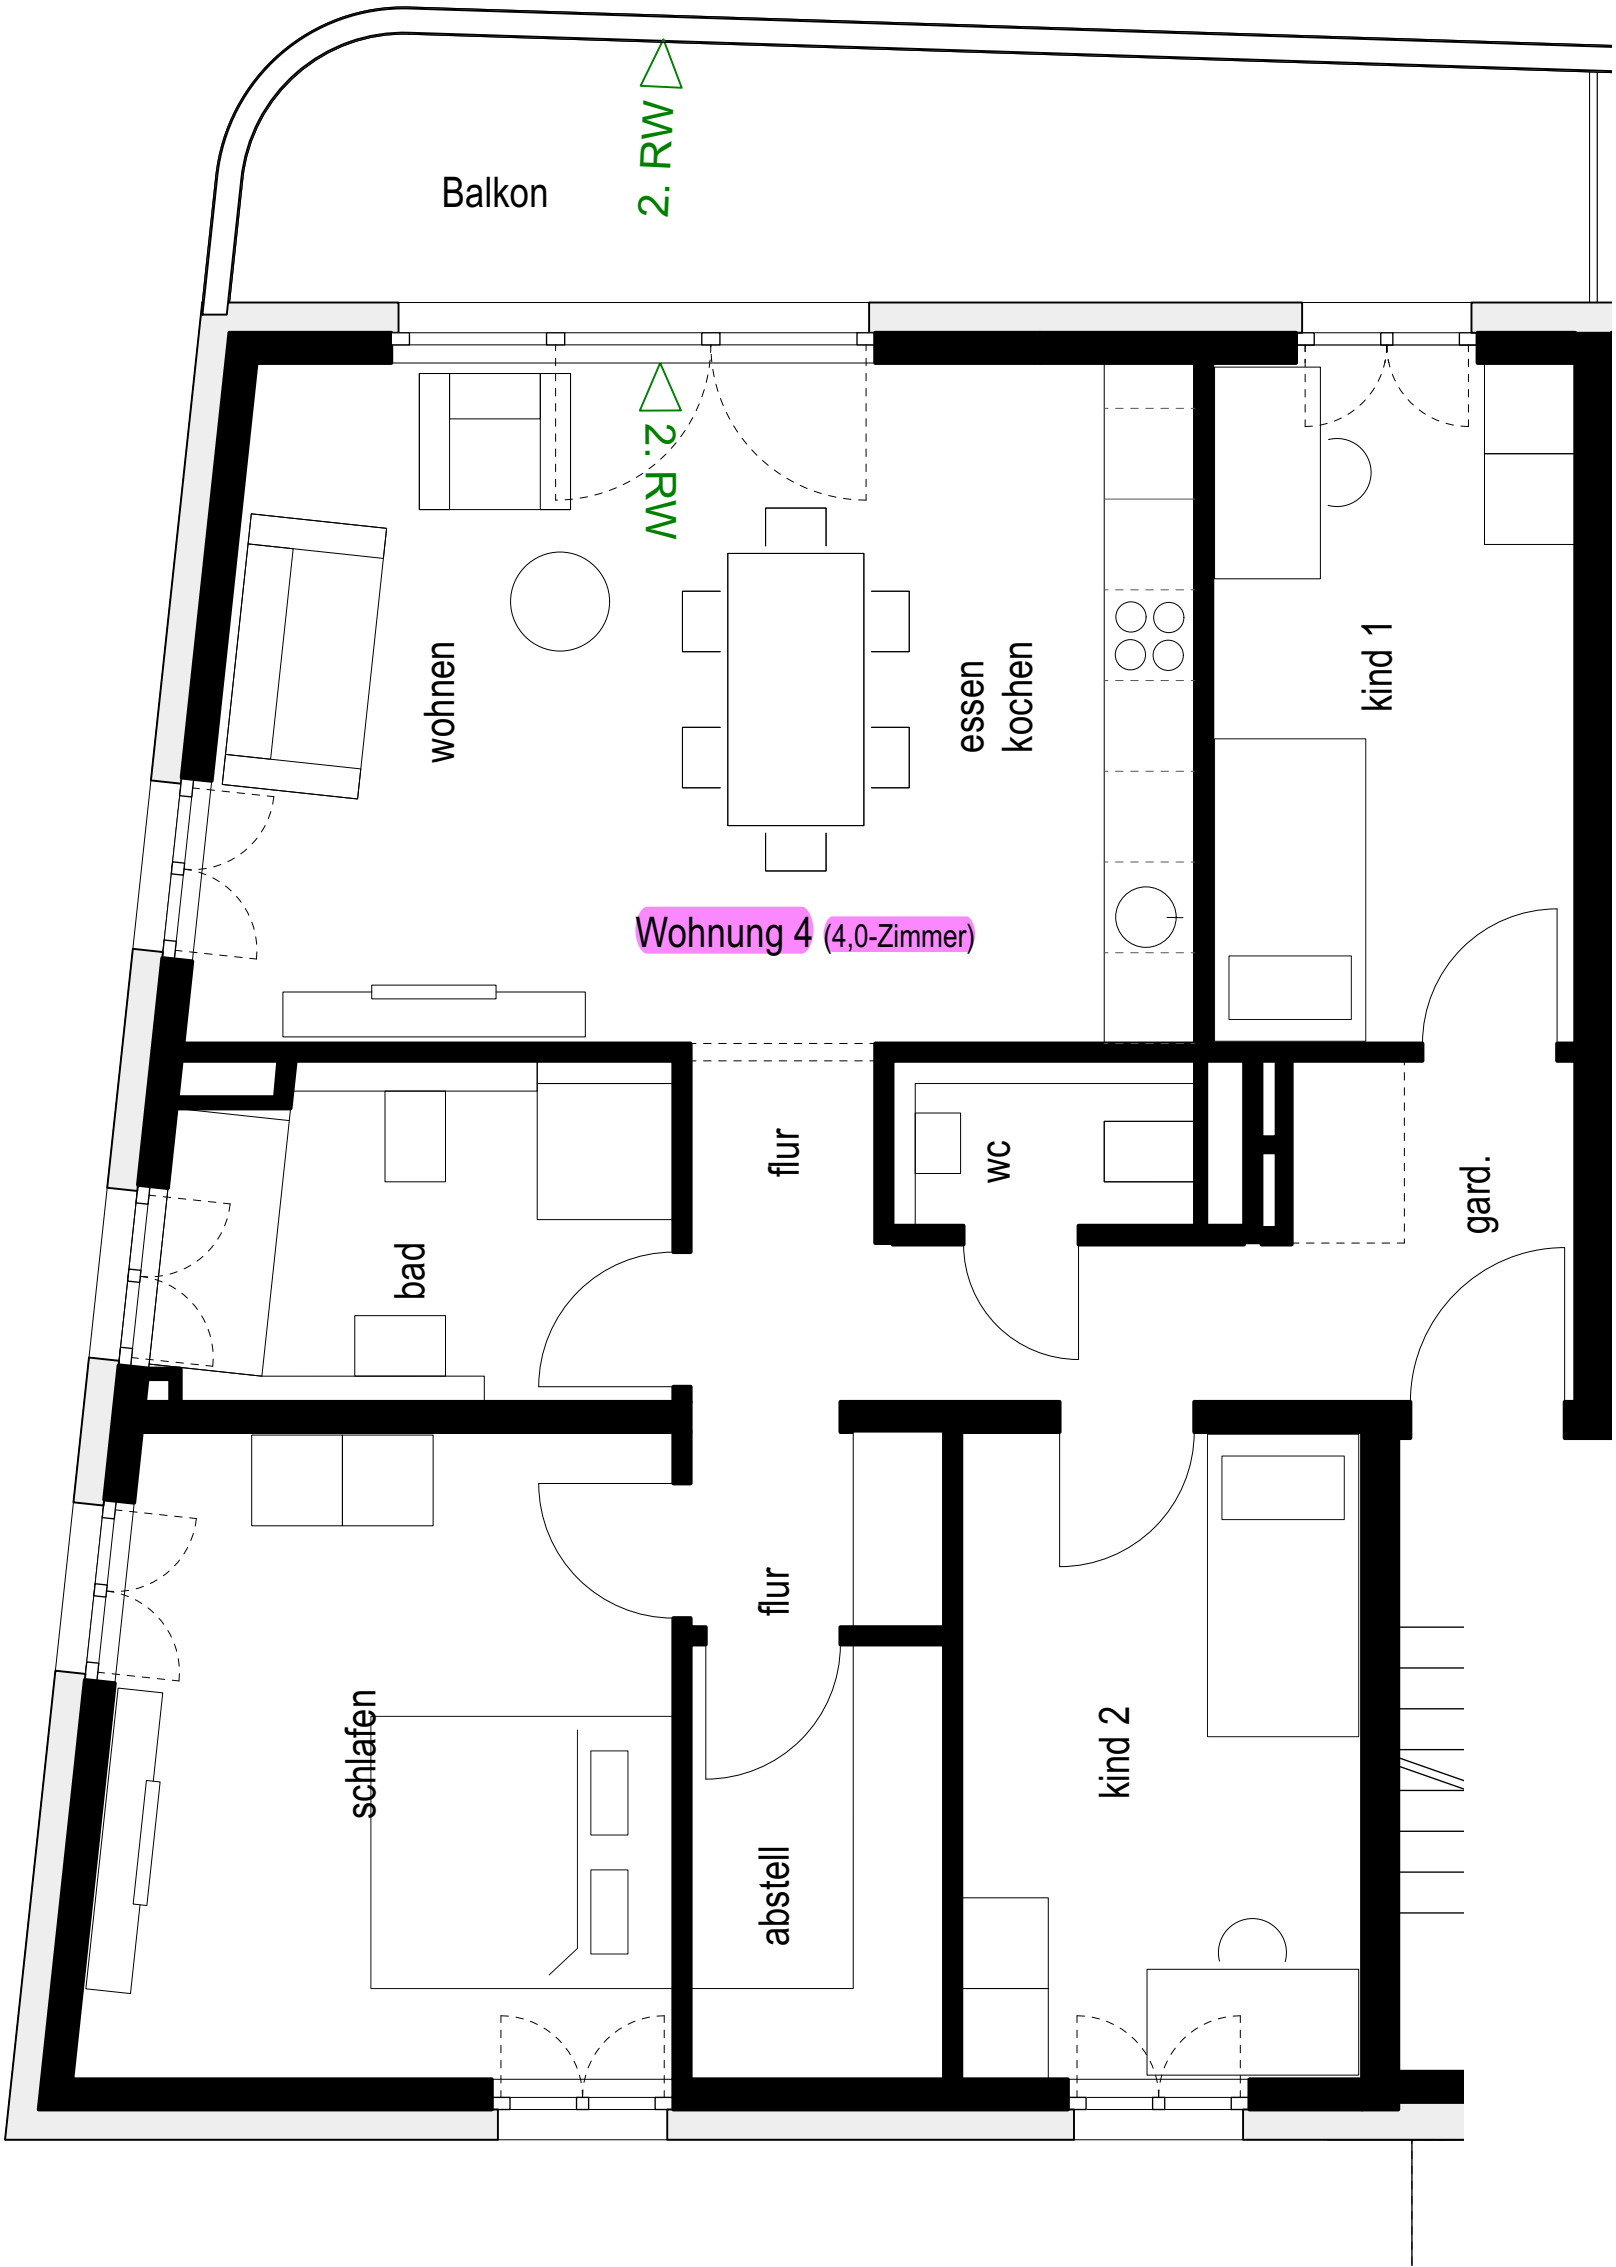 Balkon
2. RW
2. RW
wohnen
essen
kochen
kind 1
Wohnung 4 (4,0-Zimmer)
flur
wc
gard.
bad
flur
schlafen
kind 2
abstell